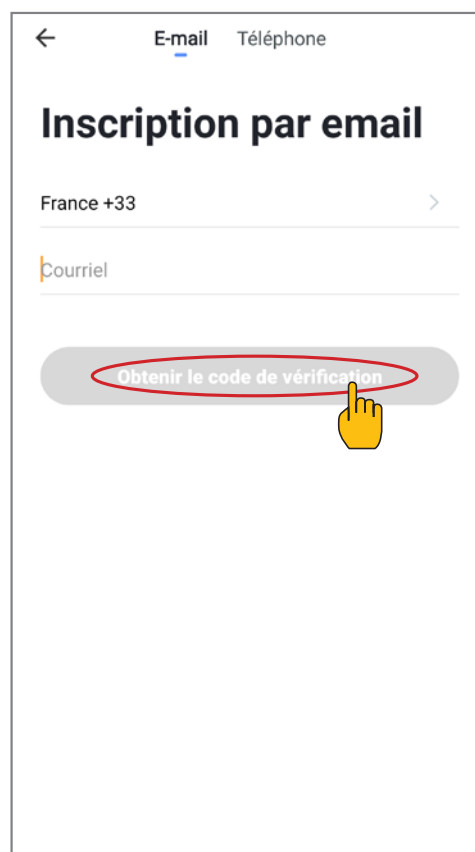 E-mail Téléphone
Inscription par email
France +33
Courriel
Obtenir le code de vérification